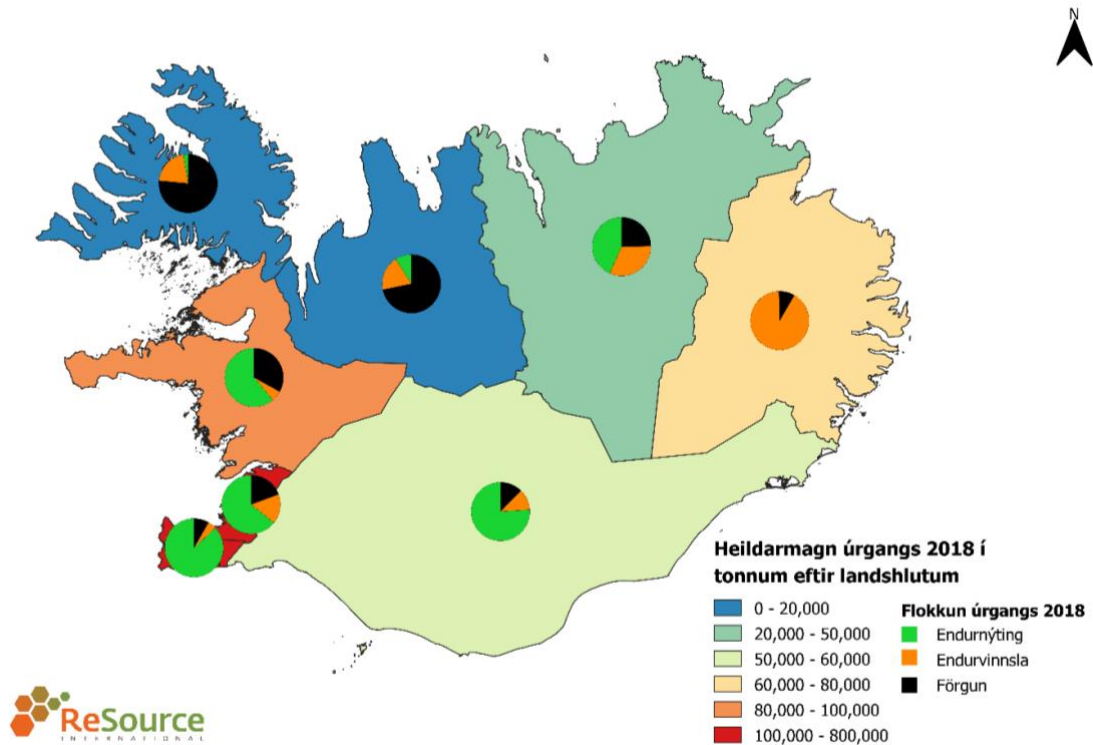 N
Heildarmagn úrgangs 2018 í
tonnum eftir landshlutum
0 - 20,000
20,000 - 50,000
50,000 - 60,000
60,000 - 80,000
80,000 - 100,000
100,000 - 800,000
Flokkun úrgangs 2018
Endurnýting
Endurvinnsla
Förgun
ReSource
INTERNATIONAL